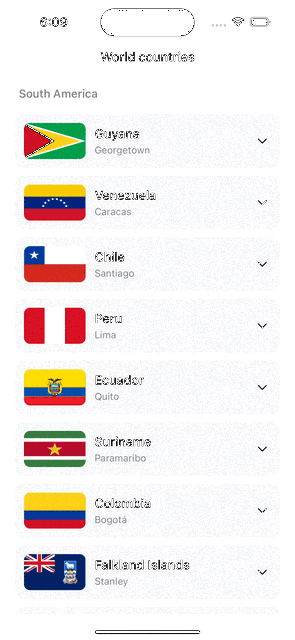 6:09
World countries
South America
Guyana
Georgetown
Venezuela
Caracas
Chile
Santiago
Peru
Lima
Ecuador
Quito
Suriname
Paramaribo
Colombia
Bogotá
Falkland Islands
Stanley